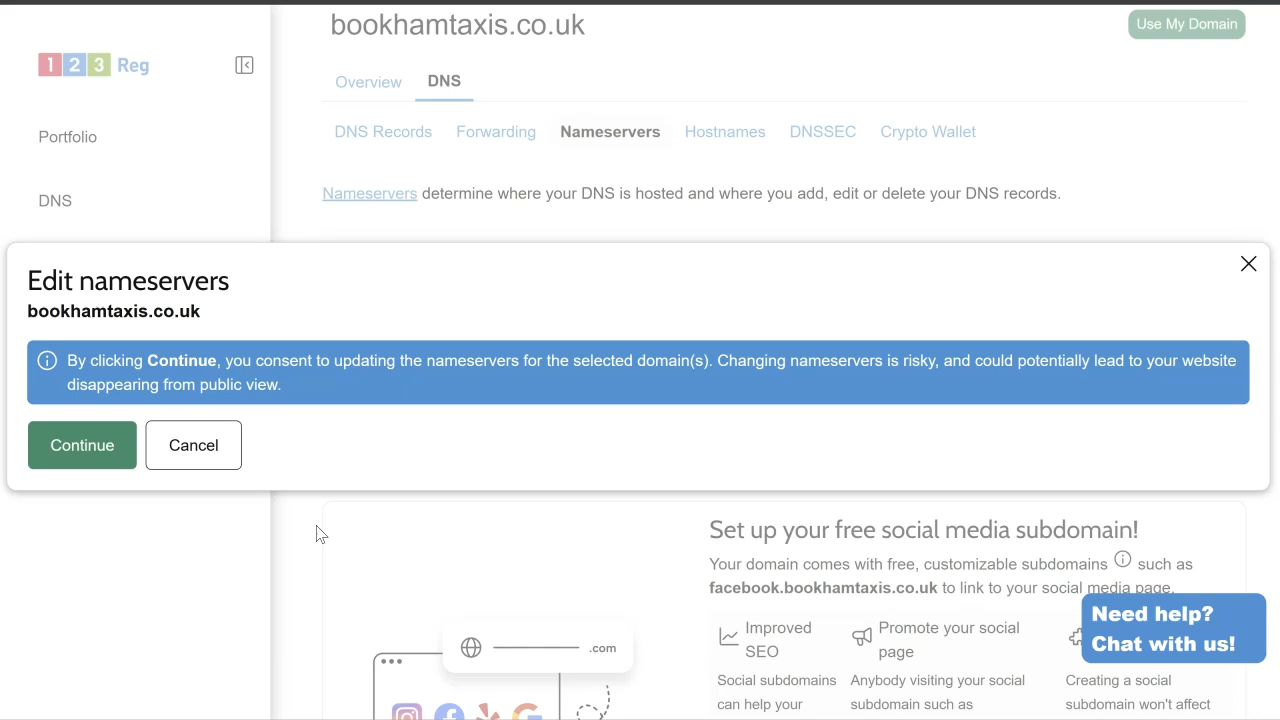 bookhamtaxis.co.uk
Use My Domain
1 2 3 Reg
Overview
DNS
Portfolio
DNS Records
Forwarding
Nameservers
Hostnames
DNSSEC
Crypto Wallet
DNS
Nameservers determine where your DNS is hosted and where you add, edit or delete your DNS records.
Edit nameservers
bookhamtaxis.co.uk
By clicking Continue, you consent to updating the nameservers for the selected domain(s). Changing nameservers is risky, and could potentially lead to your website
disappearing from public view.
Continue
Cancel
Set up your free social media subdomain!
Your domain comes with free, customizable subdomains such as
facebook.bookhamtaxis.co.uk to link to your social media page.
Need help?
Chat with us!
.com
Improved
SEO
Social subdomains
can help your
Promote your social
page
Anybody visiting your social
subdomain such as
Creating a social
subdomain won't affect